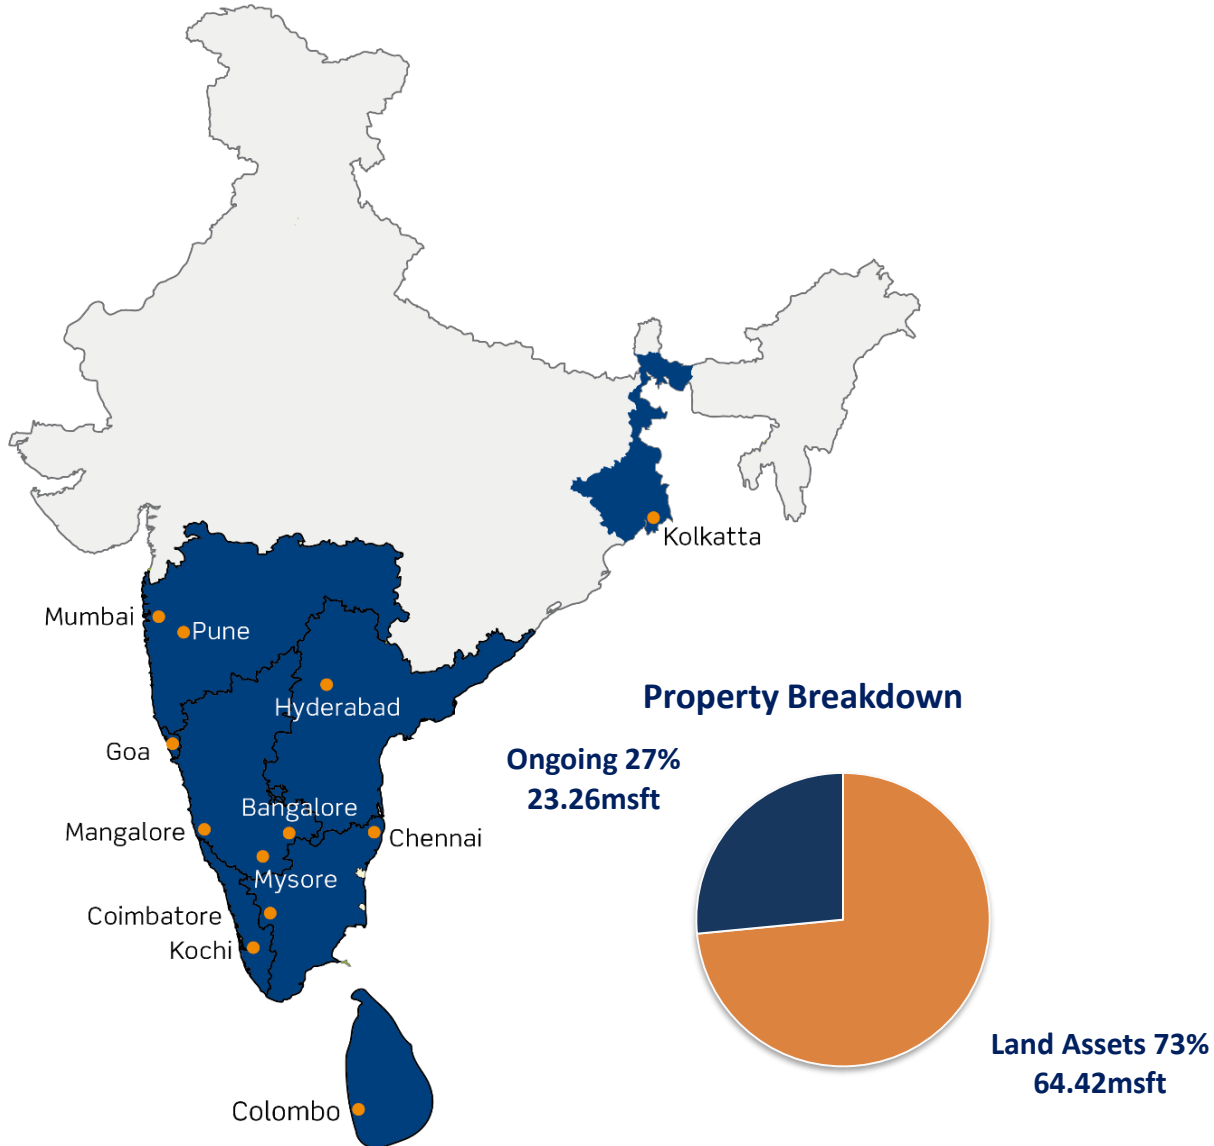 Kolkatta
Mumbai
Pune
Hyderabad
Goa
Bangalore
Mangalore
Chennai
Mysore
Coimbatore
Kochi
Colombo
Property Breakdown
Ongoing 27%
23.26msft
Land Assets 73%
64.42msft